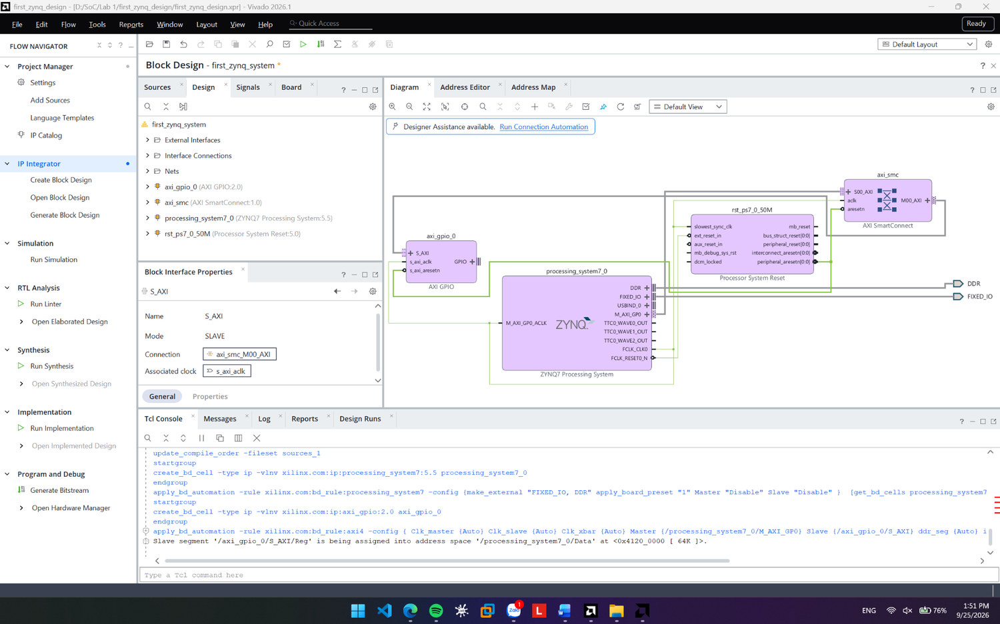 first_zynq_design - [D:/SoC/Lab 1/first_zynq_design/first_zynq_design.xpr] - Vivado 2026.1
File Edit Flow Tools Reports Window Layout View Help Quick Access Ready
FLOW NAVIGATOR
Project Manager
Settings
Add Sources
Language Templates
IP Catalog
IP Integrator
Create Block Design
Open Block Design
Generate Block Design
Simulation
Run Simulation
RTL Analysis
Run Linter
Open Elaborated Design
Synthesis
Run Synthesis
Open Synthesized Design
Implementation
Run Implementation
Open Implemented Design
Program and Debug
Generate Bitstream
Open Hardware Manager
Default Layout
Block Design - first_zynq_system *
Sources Design Signals Board
first_zynq_system
External Interfaces
Interface Connections
Nets
axi_gpio_0 (AXI GPIO:2.0)
axi_smc (AXI SmartConnect:1.0)
processing_system7_0 (ZYNQ7 Processing System:5.5)
rst_ps7_0_50M (Processor System Reset:5.0)
Block Interface Properties
S_AXI
Name S_AXI
Mode SLAVE
Connection axi_smc_M00_AXI
Associated clock s_axi_aclk
General Properties
Diagram Address Editor Address Map
Default View
Designer Assistance available. Run Connection Automation
axi_gpio_0
S_AXI
s_axi_aclk
s_axi_aresetn
GPIO
AXI GPIO
processing_system7_0
M_AXI_GP0_ACLK
ZYNQ
DDR
FIXED_IO
USBIND_0
M_AXI_GP0
TTC0_WAVE0_OUT
TTC0_WAVE1_OUT
TTC0_WAVE2_OUT
FCLK_CLK0
FCLK_RESET0_N
ZYNQ7 Processing System
rst_ps7_0_50M
slowest_sync_clk
ext_reset_in
aux_reset_in
mb_debug_sys_rst
dcm_locked
mb_reset
bus_struct_reset[0:0]
peripheral_reset[0:0]
interconnect_aresetn[0:0]
peripheral_aresetn[0:0]
Processor System Reset
axi_smc
S00_AXI
aclk
aresetn
M00_AXI
AXI SmartConnect
DDR
FIXED_IO
Tcl Console Messages Log Reports Design Runs
update_compile_order -fileset sources_1
startgroup
create_bd_cell -type ip -vlnv xilinx.com:ip:processing_system7:5.5 processing_system7_0
endgroup
apply_bd_automation -rule xilinx.com:bd_rule:processing_system7 -config {make_external "FIXED_IO, DDR" apply_board_preset "1" Master "Disable" Slave "Disable" } [get_bd_cells processing_system7
startgroup
create_bd_cell -type ip -vlnv xilinx.com:ip:axi_gpio:2.0 axi_gpio_0
endgroup
apply_bd_automation -rule xilinx.com:bd_rule:axi4 -config { Clk_master {Auto} Clk_slave {Auto} Clk_xbar {Auto} Master {/processing_system7_0/M_AXI_GP0} Slave {/axi_gpio_0/S_AXI} ddr_seg {Auto} i
Slave segment '/axi_gpio_0/S_AXI/Reg' is being assigned into address space '/processing_system7_0/Data' at <0x4120_0000 [ 64K ]>.
Type a Tcl command here
Zalo 1 L W
ENG 76% 1:51 PM
9/25/2026